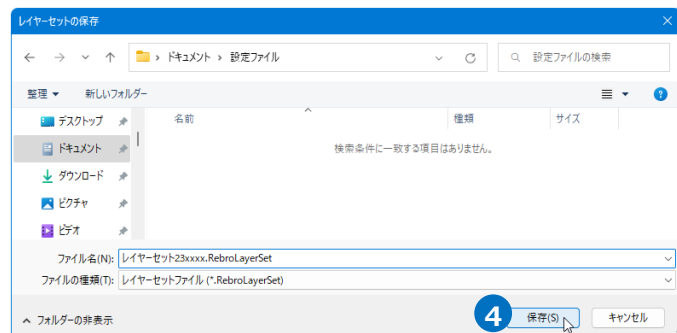 レイヤーセットの保存
ドキュメント › 設定ファイル
設定ファイルの検索
整理 新しいフォルダー
名前 種類 サイズ
デスクトップ
ドキュメント
検索条件に一致する項目はありません。
ダウンロード
ピクチャ
ビデオ
ファイル名(N): レイヤーセット23xxxx.RebroLayerSet
ファイルの種類(T): レイヤーセットファイル (*.RebroLayerSet)
フォルダーの非表示
4 保存(S) キャンセル